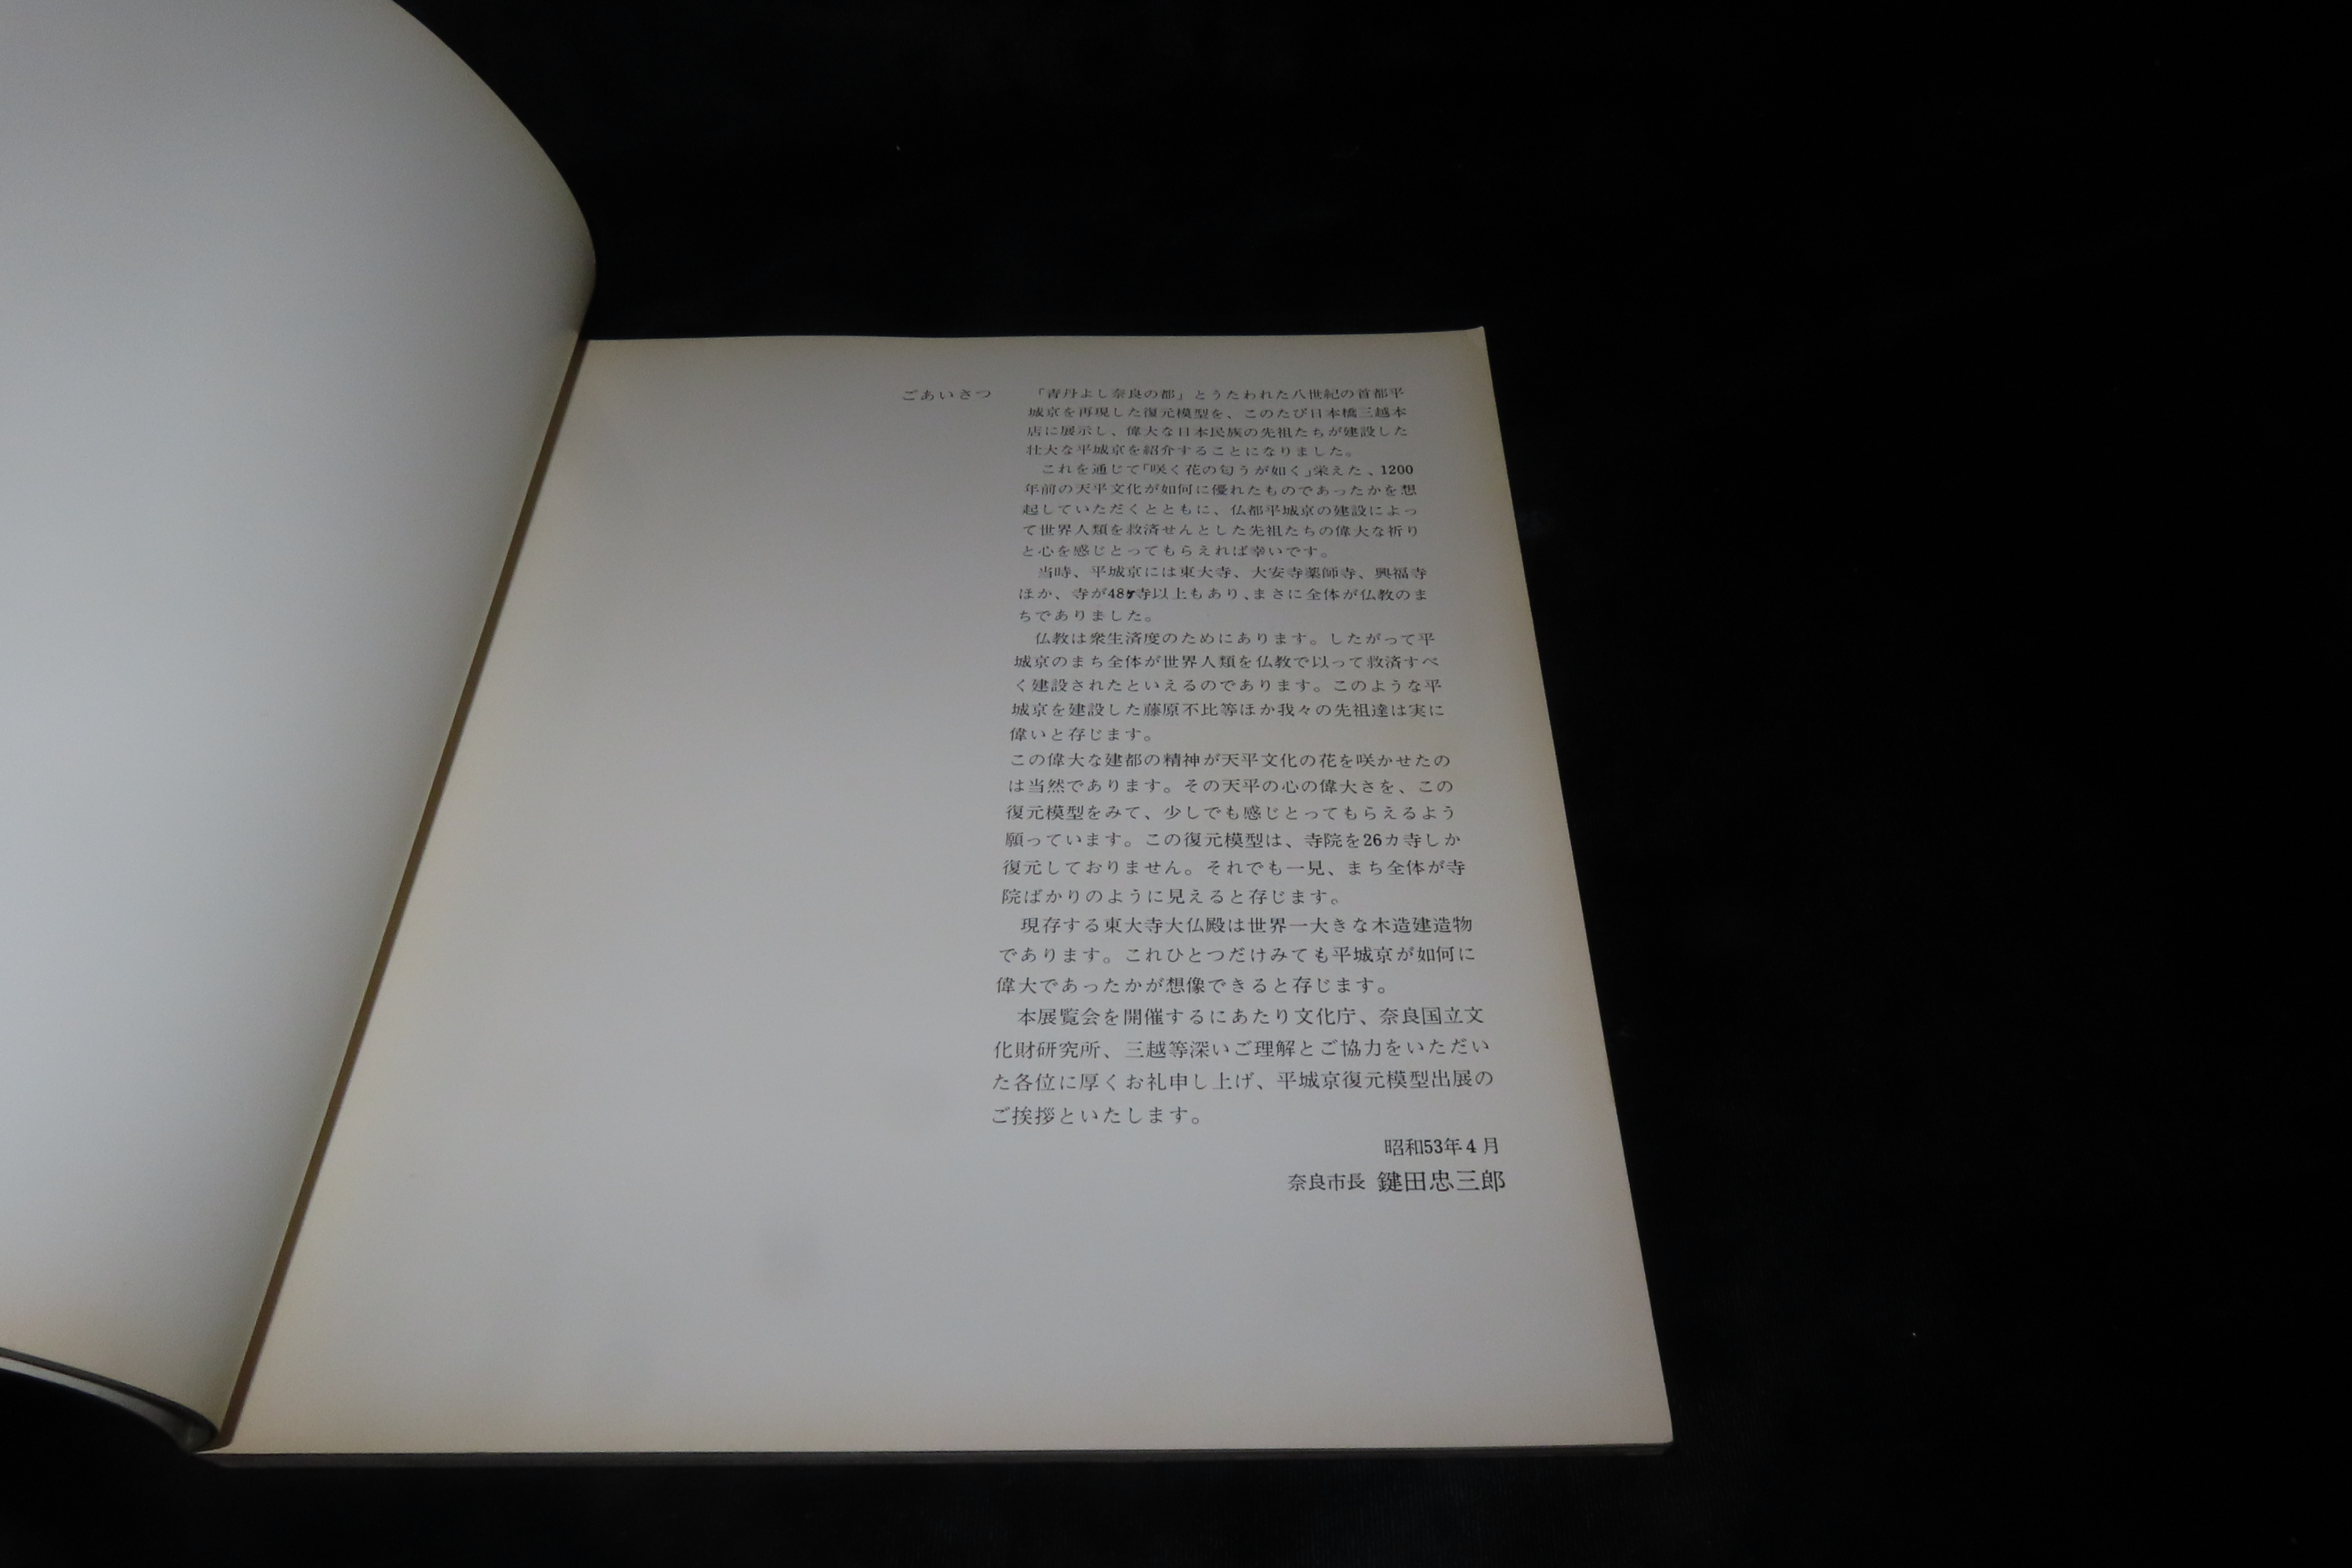 ごあいさつ
「青丹よし奈良の都」とうたわれた八世紀の首都平
城京を再現した復元模型を、このたび日本橋三越本
店に展示し、偉大な日本民族の先祖たちが建設した
壮大な平城京を紹介することになりました。
これを通じて「咲く花の匂うが如く」栄えた、1200
年前の天平文化が如何に優れたものであったかを想
起していただくとともに、仏都平城京の建設によっ
て世界人類を救済せんとした先祖たちの偉大な祈り
と心を感じとってもらえれば幸いです。
当時、平城京には東大寺、大安寺薬師寺、興福寺
ほか、寺が48ヶ寺以上もあり、まさに全体が仏教のま
ちでありました。
仏教は衆生済度のためにあります。したがって平
城京のまち全体が世界人類を仏教で以って救済すべ
く建設されたといえるのであります。このような平
城京を建設した藤原不比等ほか我々の先祖達は実に
偉いと存じます。
この偉大な建都の精神が天平文化の花を咲かせたの
は当然であります。その天平の心の偉大さを、この
復元模型をみて、少しでも感じとってもらえるよう
願っています。この復元模型は、寺院を26カ寺しか
復元しておりません。それでも一見、まち全体が寺
院ばかりのように見えると存じます。
現存する東大寺大仏殿は世界一大きな木造建造物
であります。これひとつだけみても平城京が如何に
偉大であったかが想像できると存じます。
本展覧会を開催するにあたり文化庁、奈良国立文
化財研究所、三越等深いご理解とご協力をいただい
た各位に厚くお礼申し上げ、平城京復元模型出展の
ご挨拶といたします。
昭和53年4月
奈良市長 鍵田忠三郎